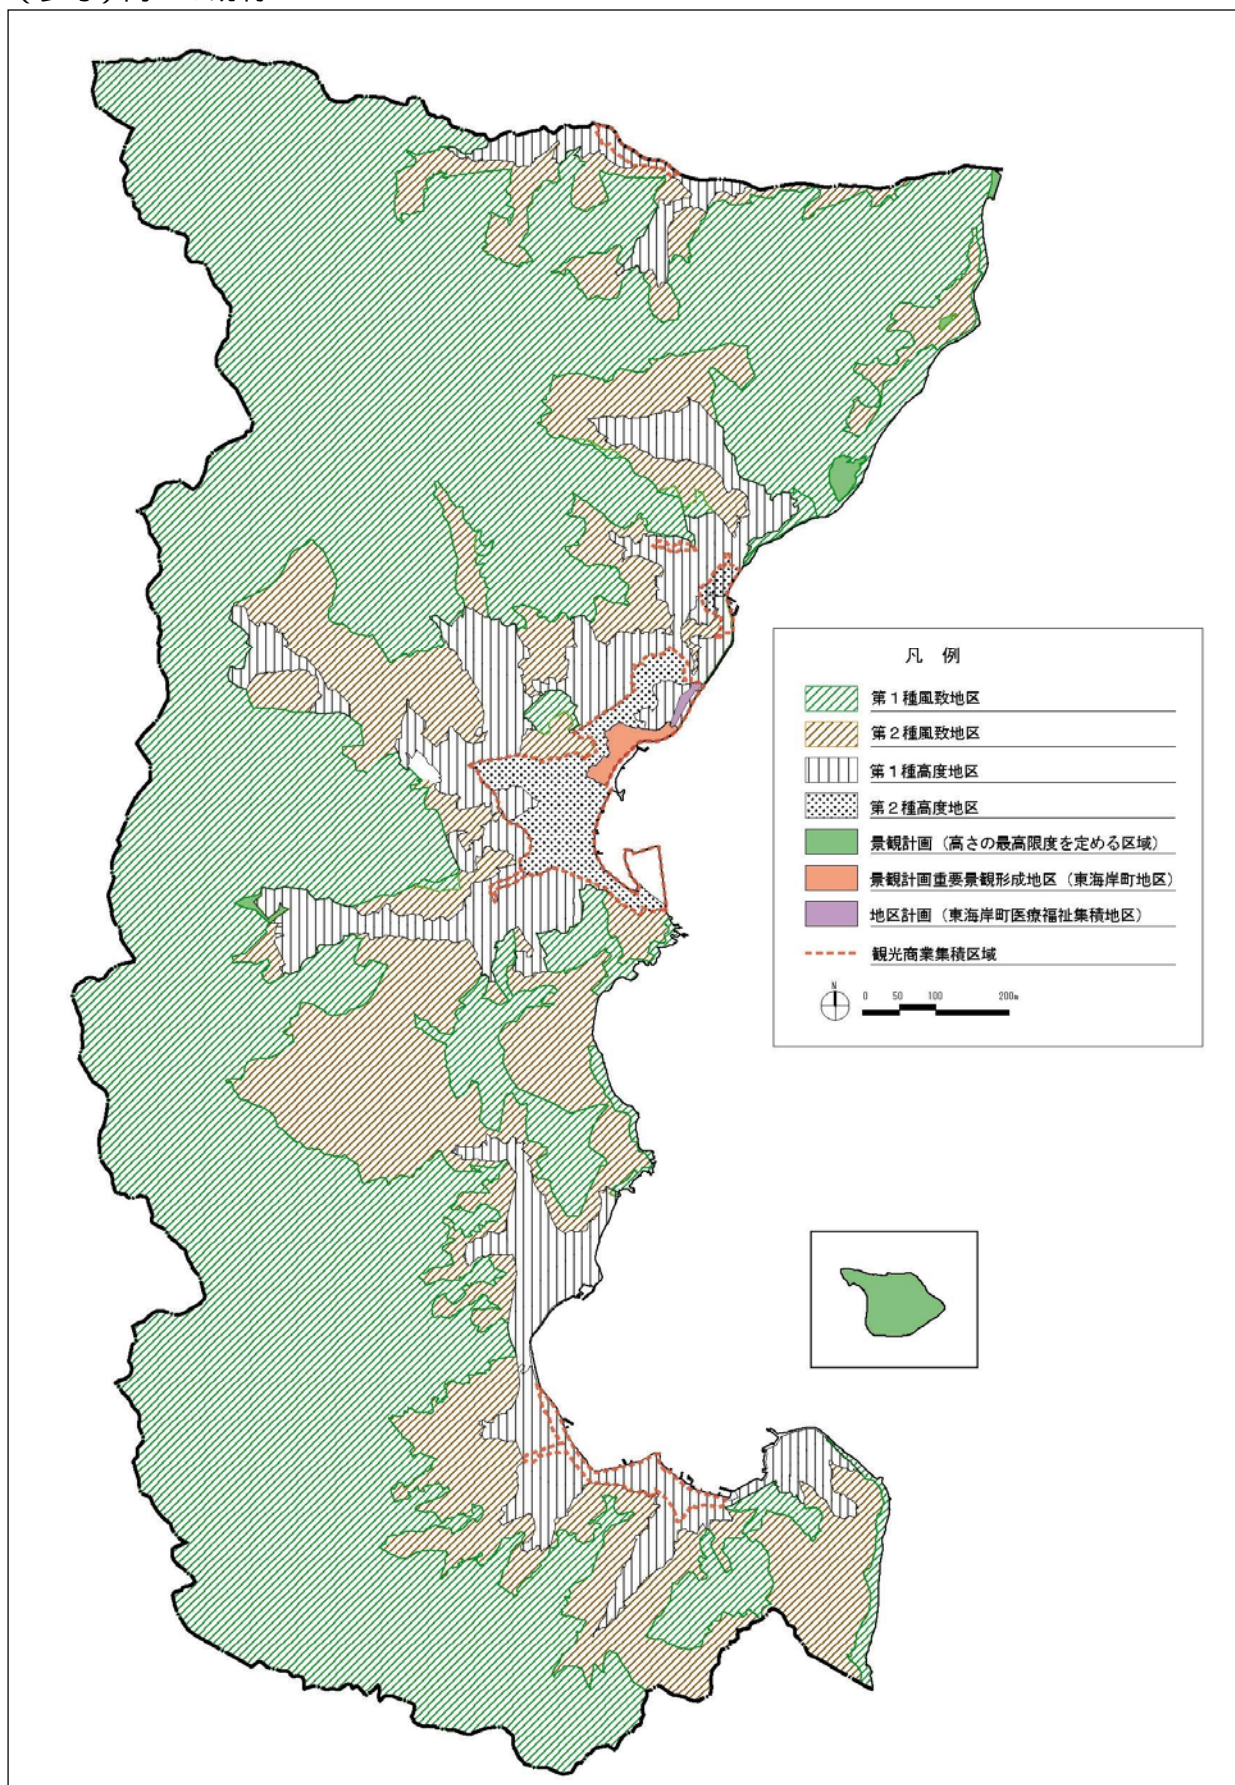 凡 例
第1種風致地区
第2種風致地区
第1種高度地区
第2種高度地区
景観計画（高さの最高限度を定める区域）
景観計画重要景観形成地区（東海岸町地区）
地区計画（東海岸町医療福祉集積地区）
観光商業集積区域
N
0 50 100 200m